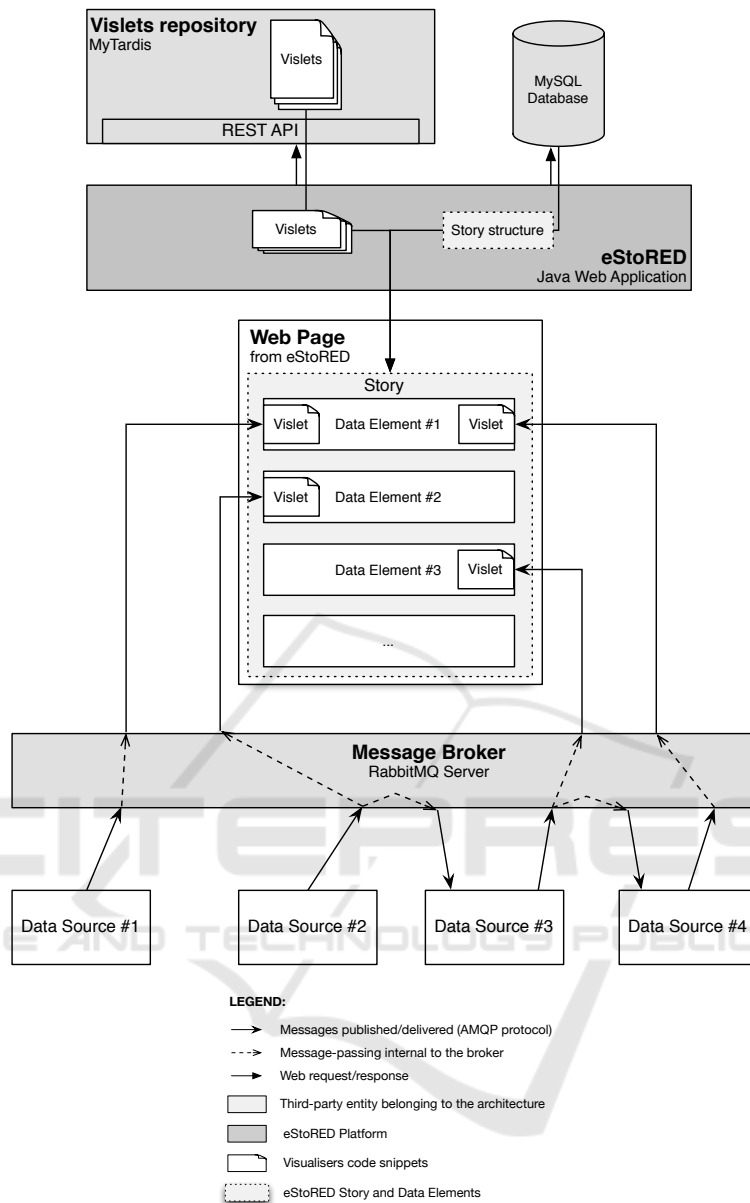 Vislets repository
MyTardis
Vislets
REST API
MySQL
Database
Vislets
Story structure
eStoRED
Java Web Application
Web Page
from eStoRED
Story
Vislet
Data Element #1
Vislet
Vislet
Data Element #2
Data Element #3
Vislet
...
Message Broker
RabbitMQ Server
Data Source #1
Data Source #2
Data Source #3
Data Source #4
LEGEND:
Messages published/delivered (AMQP protocol)
Message-passing internal to the broker
Web request/response
Third-party entity belonging to the architecture
eStoRED Platform
Visualisers code snippets
eStoRED Story and Data Elements